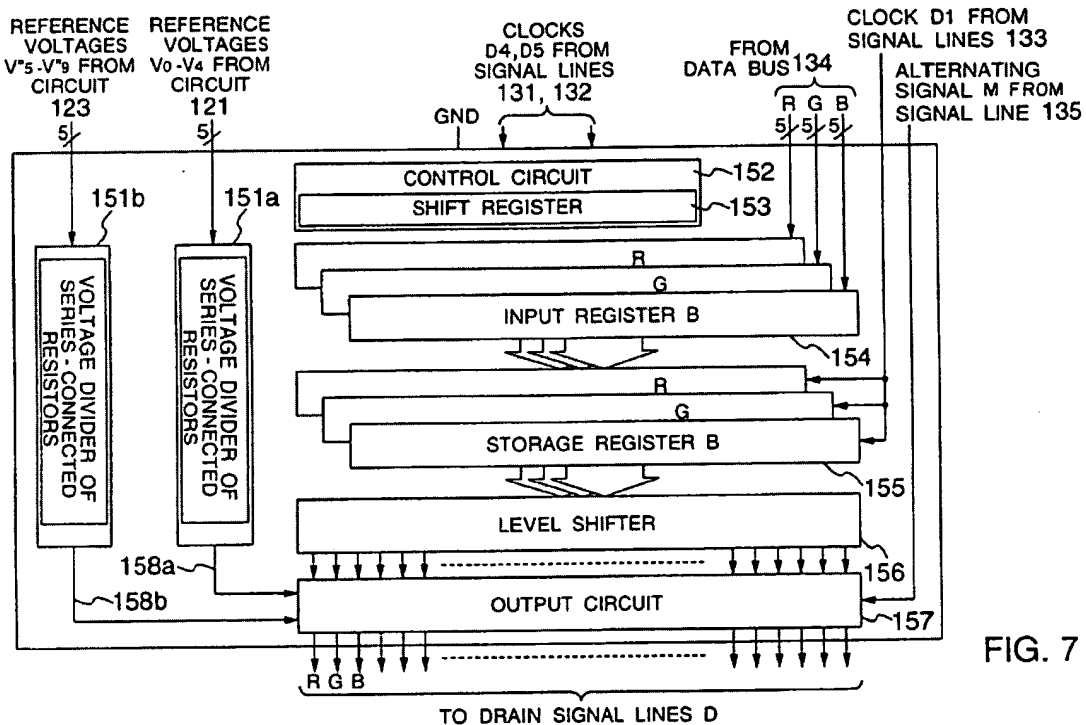 REFERENCE
VOLTAGES
V"5-V"9 FROM
CIRCUIT
123
REFERENCE
VOLTAGES
V0-V4 FROM
CIRCUIT
121
CLOCKS
D4,D5 FROM
SIGNAL LINES
131, 132
FROM
DATA BUS 134
CLOCK D1 FROM
SIGNAL LINES 133
ALTERNATING
SIGNAL M FROM
SIGNAL LINE 135
5
5
GND
R G B
5 5 5
CONTROL CIRCUIT
152
SHIFT REGISTER
153
151b
151a
VOLTAGE DIVIDER OF
SERIES-CONNECTED
RESISTORS
VOLTAGE DIVIDER OF
SERIES-CONNECTED
RESISTORS
R
G
INPUT REGISTER B
154
R
G
STORAGE REGISTER B
155
LEVEL SHIFTER
156
158a
158b
OUTPUT CIRCUIT
157
R G B
TO DRAIN SIGNAL LINES D
FIG. 7